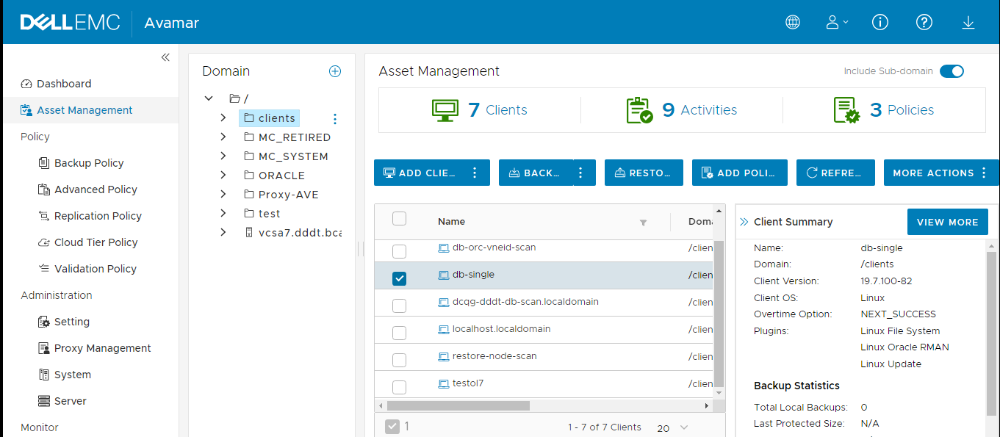 DELLEMC Avamar
Dashboard
Asset Management
Policy
Backup Policy
Advanced Policy
Replication Policy
Cloud Tier Policy
Validation Policy
Administration
Setting
Proxy Management
System
Server
Monitor
Domain
/
clients
MC_RETIRED
MC_SYSTEM
ORACLE
Proxy-AVE
test
vcsa7.dddt.bca
Asset Management
Include Sub-domain
7 Clients
9 Activities
3 Policies
ADD CLIE...
BACK...
RESTO...
ADD POLI...
REFRE...
MORE ACTIONS
Name Doma
db-orc-vneid-scan /clien
db-single /clien
dcqg-dddt-db-scan.localdomain /clien
localhost.localdomain /clien
restore-node-scan /clien
testol7 /clien
1
1 - 7 of 7 Clients 20
Client Summary
VIEW MORE
Name: db-single
Domain: /clients
Client Version: 19.7.100-82
Client OS: Linux
Overtime Option: NEXT_SUCCESS
Plugins: Linux File System
Linux Oracle RMAN
Linux Update
Backup Statistics
Total Local Backups: 0
Last Protected Size: N/A